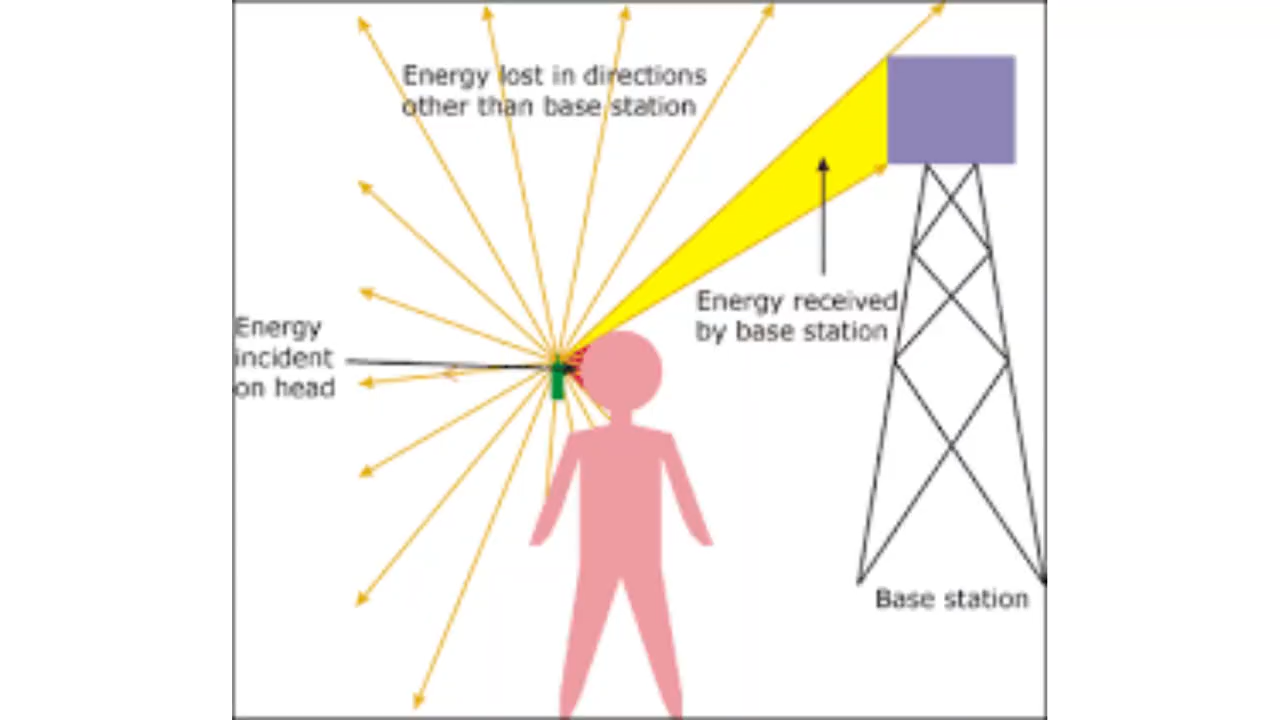 Energy lost in directions
other than base station
Energy received
by base station
Energy
incident
on head
Base station